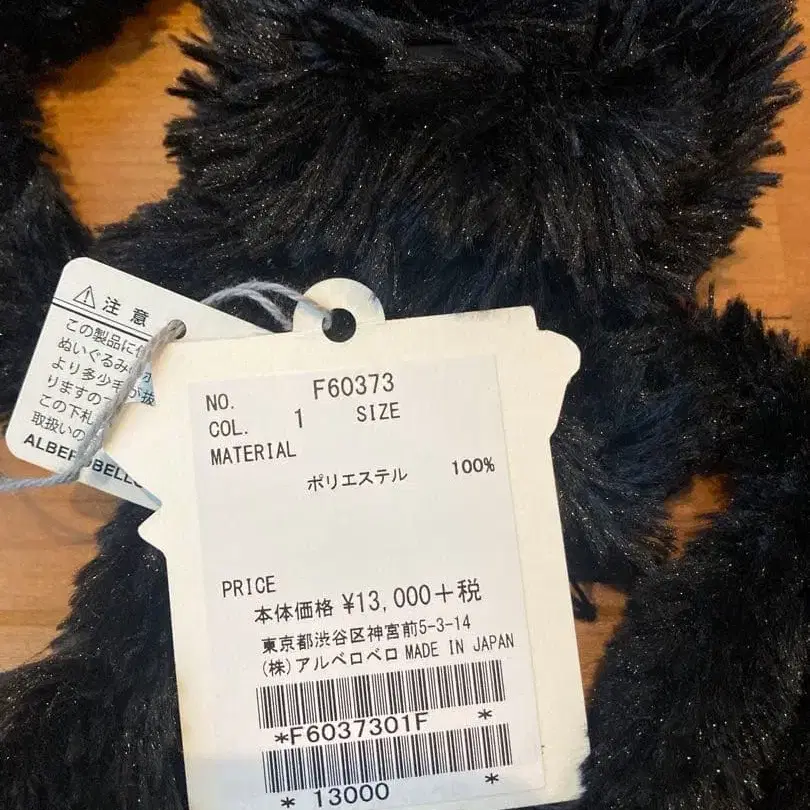 注意
この製品に
ぬいぐるみ
より多少毛が抜
りますの
この下札
取扱いの
NO. F60373
COL. 1 SIZE
MATERIAL
ポリエステル 100%
PRICE
本体価格 ¥13,000+税
東京都渋谷区神宮前5-3-14
(株)アルベロベロ MADE IN JAPAN
*F6037301F *
* 13000 *